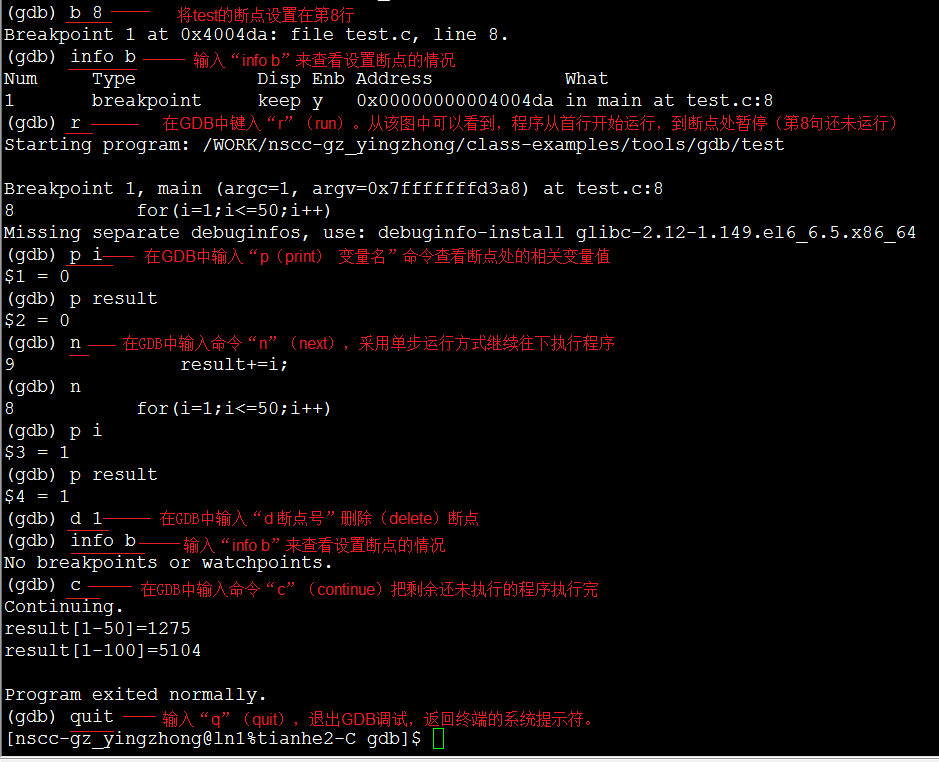 (gdb) b 8 将test的断点设置在第8行
Breakpoint 1 at 0x4004da: file test.c, line 8.
(gdb) info b 输入“info b”来查看设置断点的情况
Num Type Disp Enb Address What
1 breakpoint keep y 0x00000000004004da in main at test.c:8
(gdb) r 在GDB中键入“r”（run）。从该图中可以看到，程序从首行开始运行，到断点处暂停（第8句还未运行）
Starting program: /WORK/nscc-gz_yingzhong/class-examples/tools/gdb/test
Breakpoint 1, main (argc=1, argv=0x7fffffffd3a8) at test.c:8
8 for(i=1;i<=50;i++)
Missing separate debuginfos, use: debuginfo-install glibc-2.12-1.149.el6_6.5.x86_64
(gdb) p i 在GDB中输入“p（print） 变量名”命令查看断点处的相关变量值
$1 = 0
(gdb) p result
$2 = 0
(gdb) n 在GDB中输入命令“n”（next），采用单步运行方式继续往下执行程序
9 result+=i;
(gdb) n
8 for(i=1;i<=50;i++)
(gdb) p i
$3 = 1
(gdb) p result
$4 = 1
(gdb) d 1 在GDB中输入“d 断点号”删除（delete）断点
(gdb) info b 输入“info b”来查看设置断点的情况
No breakpoints or watchpoints.
(gdb) c 在GDB中输入命令“c”（continue）把剩余还未执行的程序执行完
Continuing.
result[1-50]=1275
result[1-100]=5104
Program exited normally.
(gdb) quit 输入“q”（quit），退出GDB调试，返回终端的系统提示符。
[nscc-gz_yingzhong@ln1%tianhe2-C gdb]$